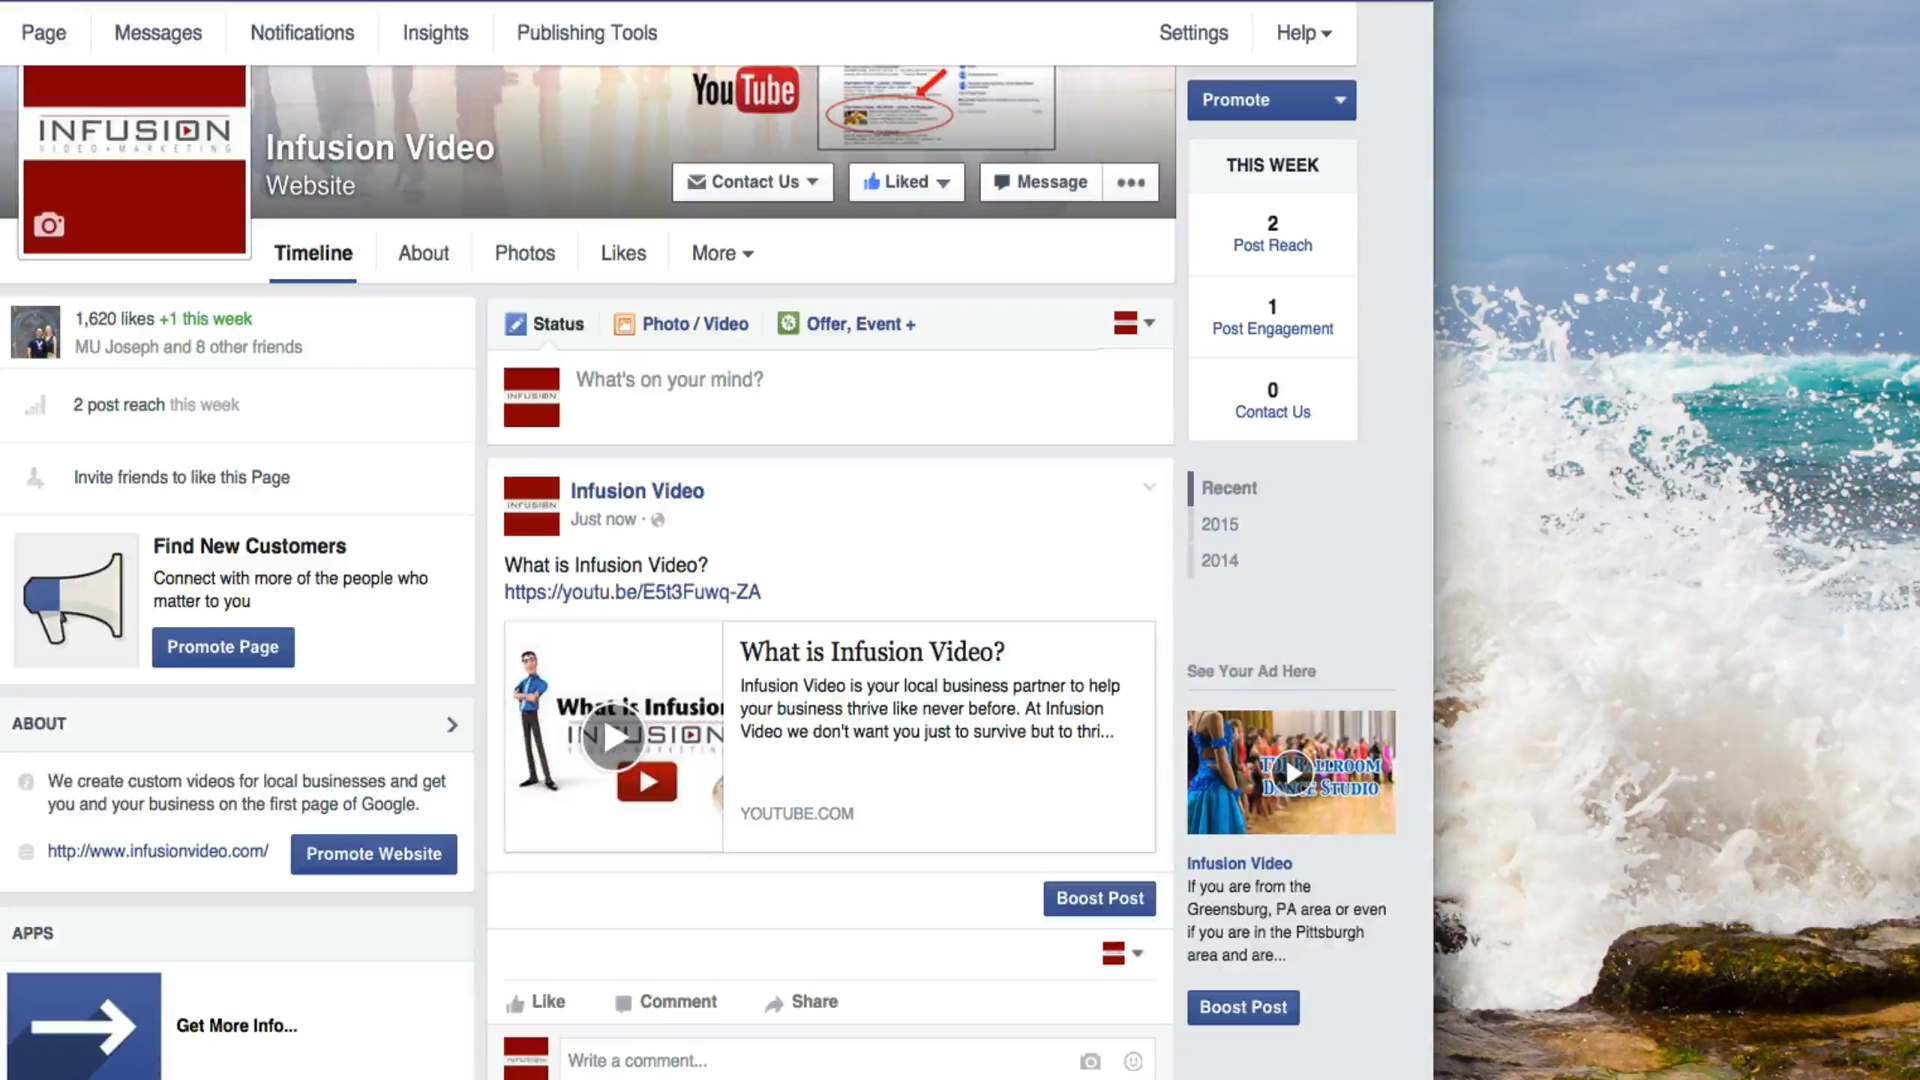 Page
Messages
Notifications
Insights
Publishing Tools
Settings
Help
INFUSION
VIDEO + MARKETING
Infusion Video
Website
YouTube
Contact Us
Liked
Message
Promote
Timeline
About
Photos
Likes
More
THIS WEEK
2
Post Reach
1
Post Engagement
0
Contact Us
1,620 likes +1 this week
MU Joseph and 8 other friends
2 post reach this week
Invite friends to like this Page
Find New Customers
Connect with more of the people who
matter to you
Promote Page
ABOUT
We create custom videos for local businesses and get
you and your business on the first page of Google.
http://www.infusionvideo.com/
Promote Website
APPS
Get More Info...
Status
Photo / Video
Offer, Event +
INFUSION
What's on your mind?
INFUSION
Infusion Video
Just now ·
What is Infusion Video?
https://youtu.be/E5t3Fuwq-ZA
What is Infusion
INFUSION
What is Infusion Video?
Infusion Video is your local business partner to help
your business thrive like never before. At Infusion
Video we don't want you just to survive but to thri...
YOUTUBE.COM
Boost Post
Like
Comment
Share
INFUSION
Write a comment...
Recent
2015
2014
See Your Ad Here
BALLROOM
DANCE STUDIO
Infusion Video
If you are from the
Greensburg, PA area or even
if you are in the Pittsburgh
area and are...
Boost Post